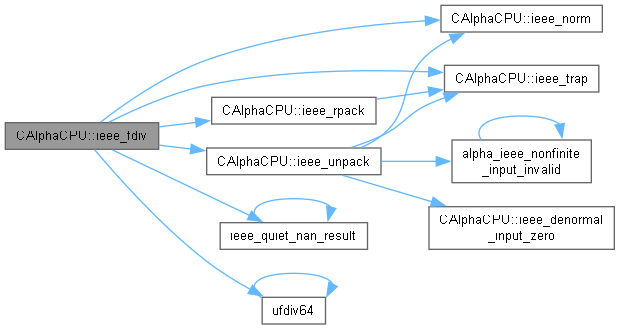 CAlphaCPU::ieee_fdiv
CAlphaCPU::ieee_norm
CAlphaCPU::ieee_trap
CAlphaCPU::ieee_rpack
CAlphaCPU::ieee_unpack
alpha_ieee_nonfinite
_input_invalid
CAlphaCPU::ieee_denormal
_input_zero
ieee_quiet_nan_result
ufdiv64